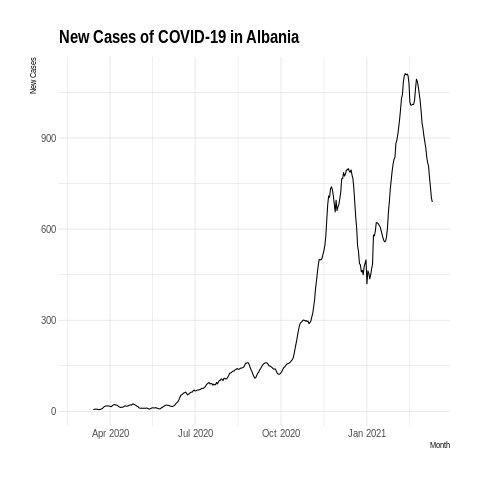 New Cases of COVID-19 in Albania
New Cases
900
600
300
0
Apr 2020 Jul 2020 Oct 2020 Jan 2021
Month